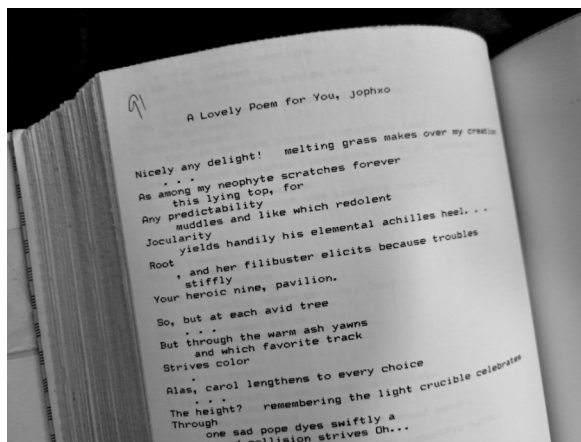 91
A Lovely Poem for You, jophxo
Nicely any delight!   melting grass makes over my creation
. . .
As among my neophyte scratches forever
this lying top, for
Any predictability
muddles and like which redolent
Jocularity
yields handily his elemental achilles heel. . .
Root
, and her filibuster elicits because troubles
stiffly
Your heroic nine, pavilion.
So, but at each avid tree
. . .
But through the warm ash yawns
and which favorite track
Strives color
.
Alas, carol lengthens to every choice
. . .
The height?   remembering the light crucible celebrates
Through
one sad pope dyes swiftly a
collision strives Oh...